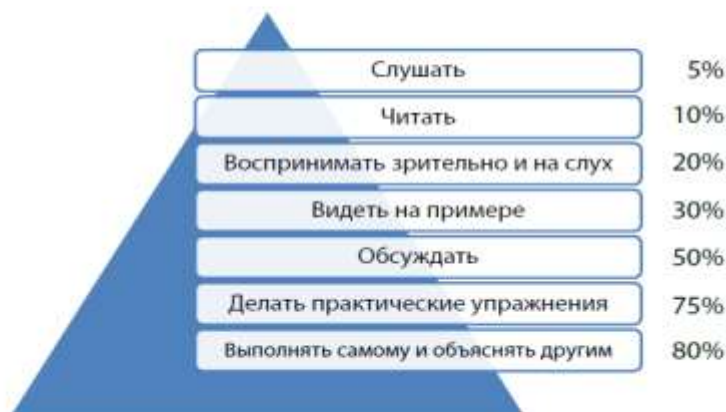 Слушать 5%
Читать 10%
Воспринимать зрительно и на слух 20%
Видеть на примере 30%
Обсуждать 50%
Делать практические упражнения 75%
Выполнять самому и объяснять другим 80%